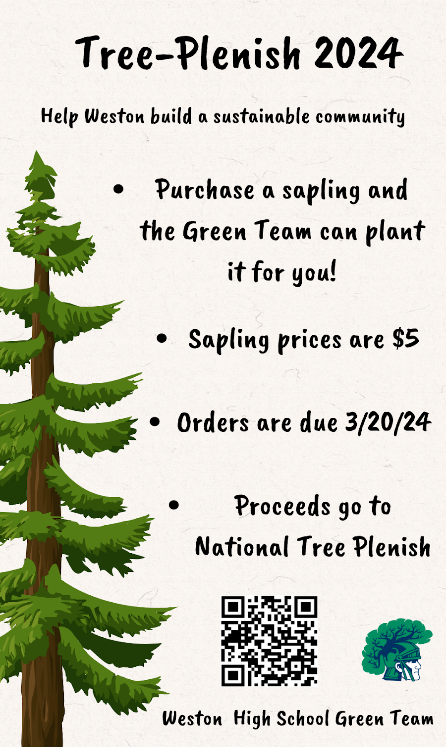 Tree-Plenish 2024
Help Weston build a sustainable community
• Purchase a sapling and
the Green Team can plant
it for you!
• Sapling prices are $5
• Orders are due 3/20/24
• Proceeds go to
National Tree Plenish
Weston High School Green Team